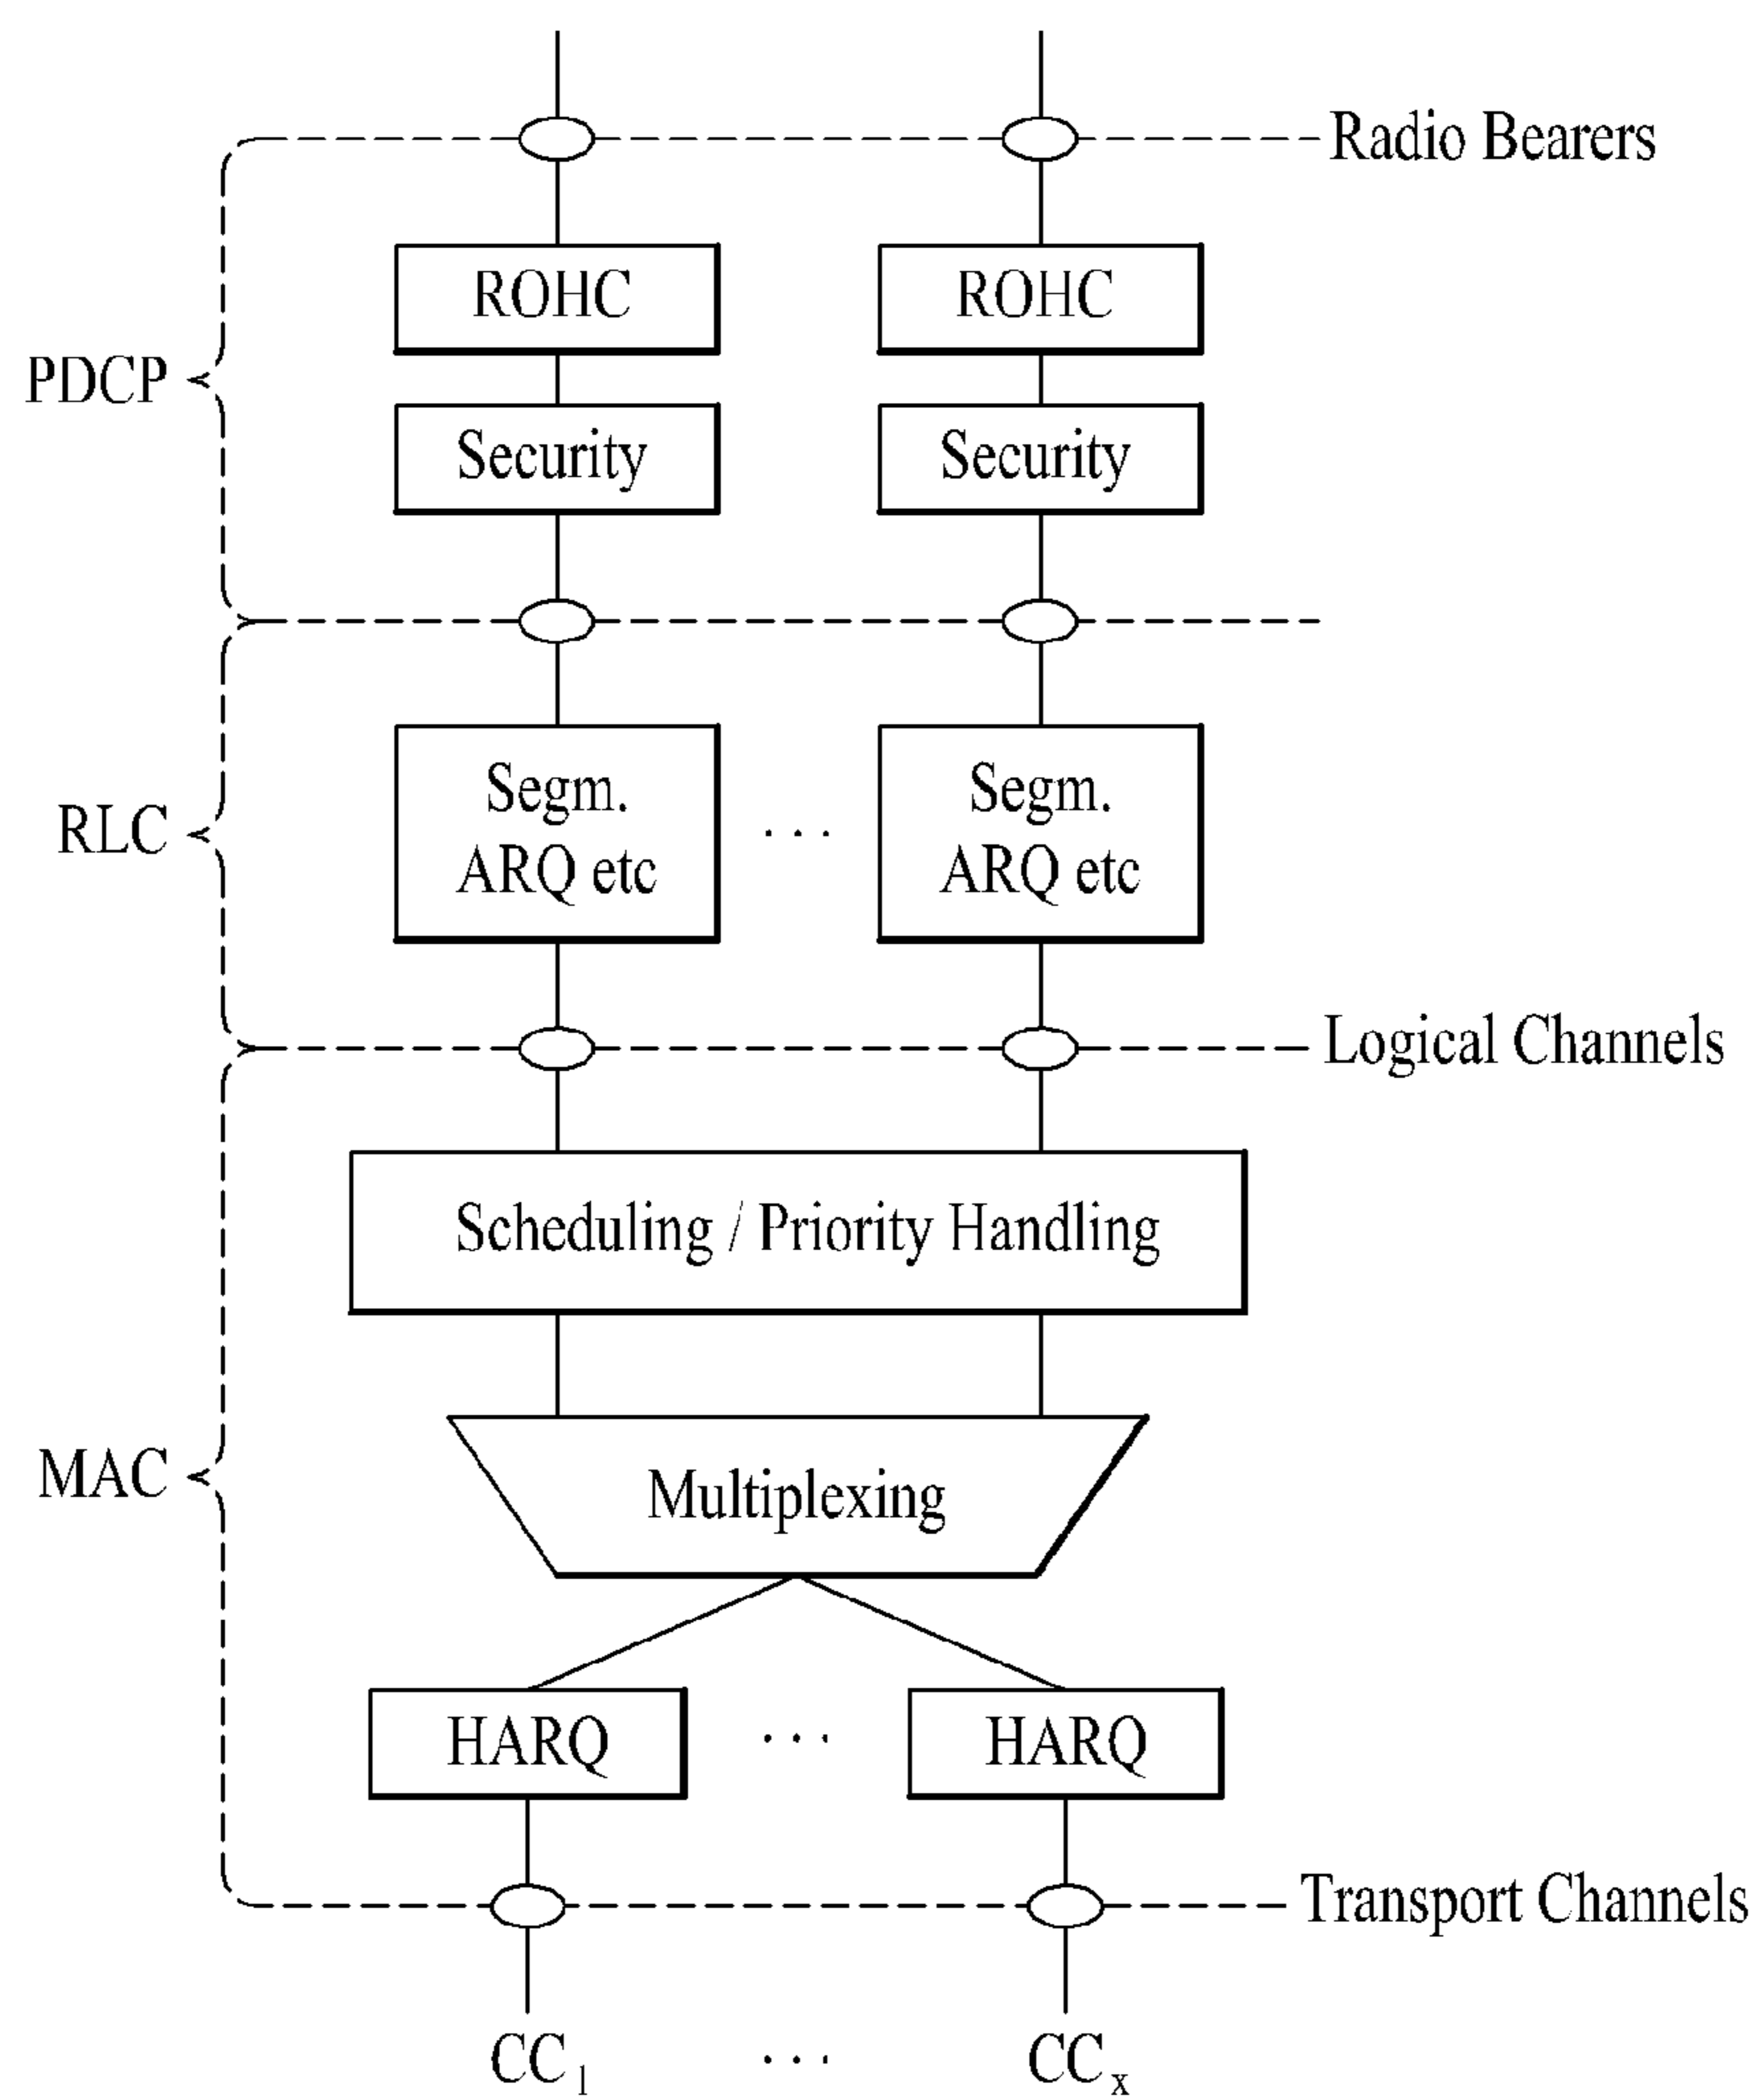 Radio Bearers
ROHC
ROHC
PDCP
Security
Security
Segm.
ARQ etc
RLC
...
Segm.
ARQ etc
Logical Channels
Scheduling / Priority Handling
MAC
Multiplexing
HARQ
...
HARQ
Transport Channels
CC1
...
CCx